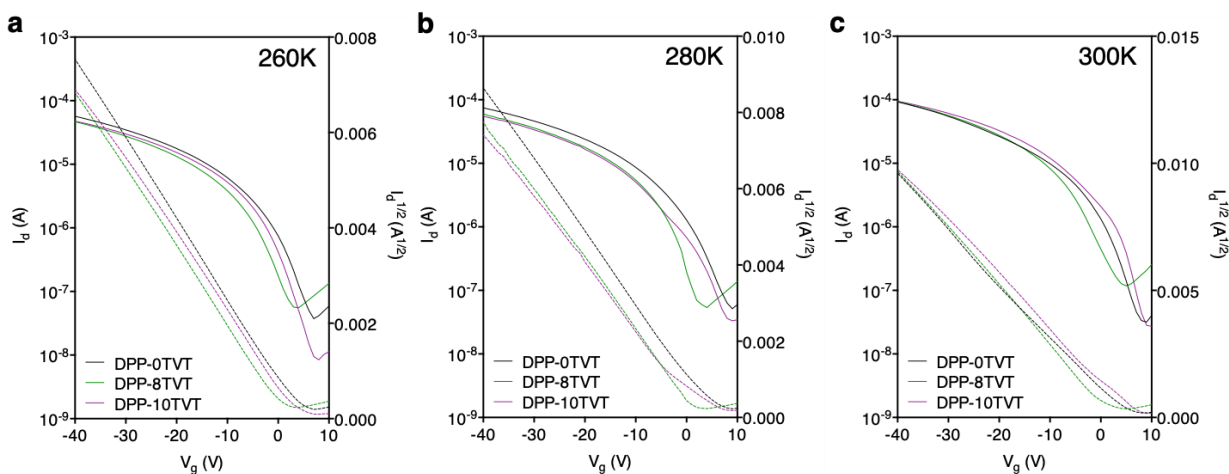 a
260K
10⁻³
10⁻⁴
10⁻⁵
10⁻⁶
10⁻⁷
10⁻⁸
10⁻⁹
I_d (A)
0.008
0.006
0.004
0.002
0.000
I_d^1/2 (A^1/2)
DPP-0TVT
DPP-8TVT
DPP-10TVT
-40 -30 -20 -10 0 10
V_g (V)
b
280K
10⁻³
10⁻⁴
10⁻⁵
10⁻⁶
10⁻⁷
10⁻⁸
10⁻⁹
I_d (A)
0.010
0.008
0.006
0.004
0.002
0.000
I_d^1/2 (A^1/2)
DPP-0TVT
DPP-8TVT
DPP-10TVT
-40 -30 -20 -10 0 10
V_g (V)
c
300K
10⁻³
10⁻⁴
10⁻⁵
10⁻⁶
10⁻⁷
10⁻⁸
10⁻⁹
I_d (A)
0.015
0.010
0.005
0.000
I_d^1/2 (A^1/2)
DPP-0TVT
DPP-8TVT
DPP-10TVT
-40 -30 -20 -10 0 10
V_g (V)